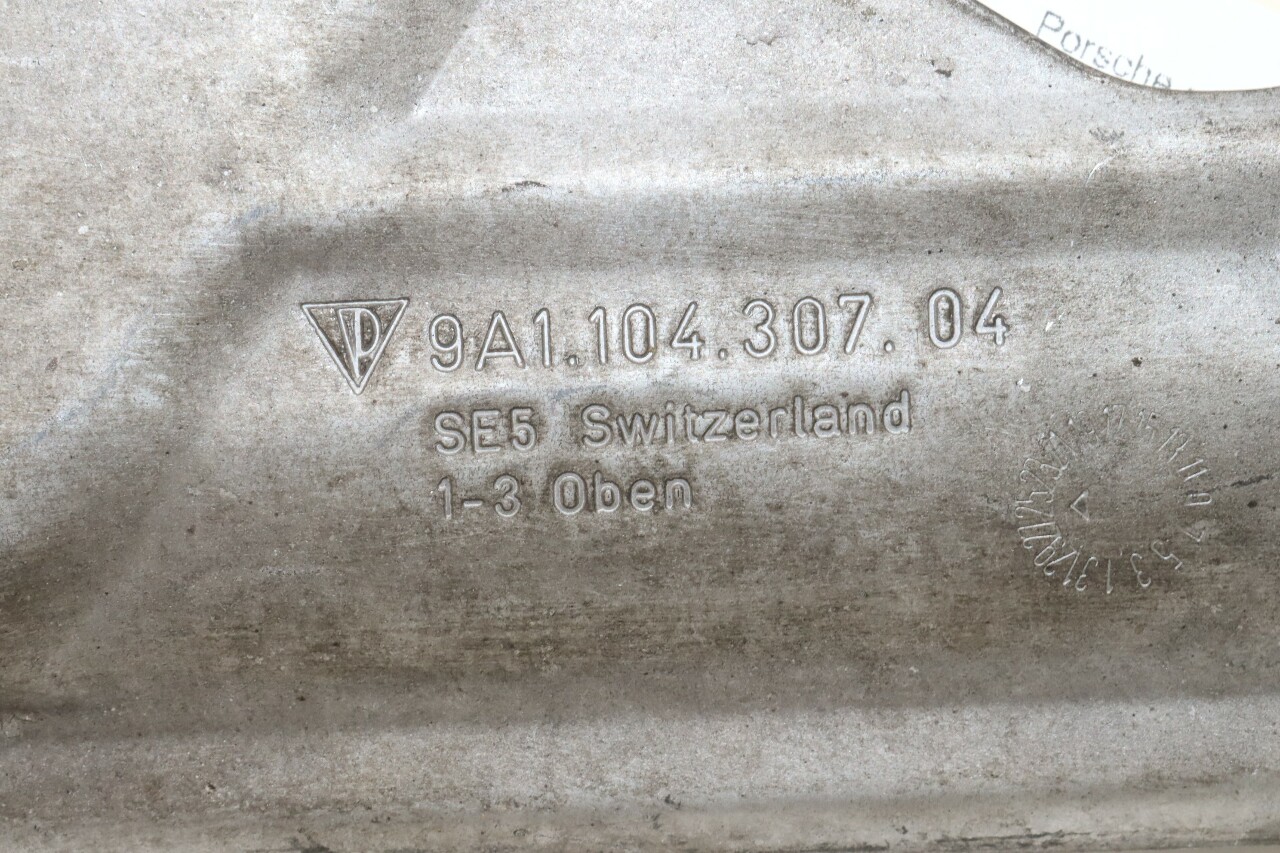 Porsche
P 9A1.104.307.04
SE5 Switzerland
1-3 Oben